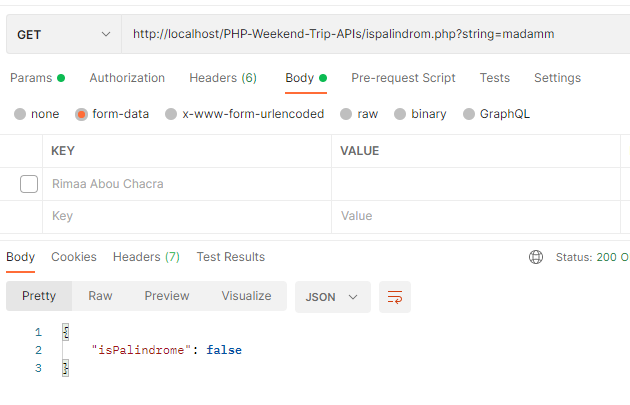 GET http://localhost/PHP-Weekend-Trip-APIs/ispalindrom.php?string=madamm
Params Authorization Headers (6) Body Pre-request Script Tests Settings
none form-data x-www-form-urlencoded raw binary GraphQL
KEY VALUE
Rimaa Abou Chacra
Key Value
Body Cookies Headers (7) Test Results Status: 200 O
Pretty Raw Preview Visualize JSON
1 {
2 "isPalindrome": false
3 }